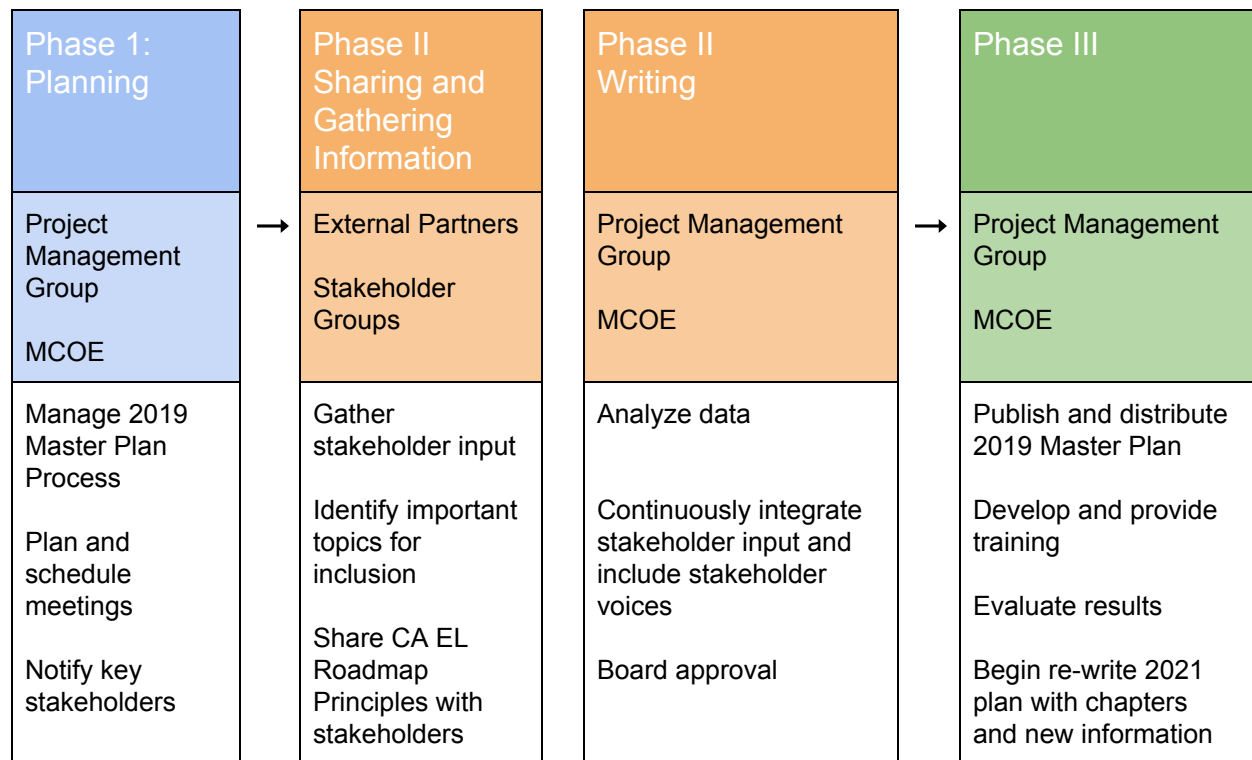 Phase 1:
Planning
Project
Management
Group
MCOE
Manage 2019
Master Plan
Process
Plan and
schedule
meetings
Notify key
stakeholders
→
Phase II
Sharing and
Gathering
Information
External Partners
Stakeholder
Groups
Gather
stakeholder input
Identify important
topics for
inclusion
Share CA EL
Roadmap
Principles with
stakeholders
Phase II
Writing
Project Management
Group
MCOE
Analyze data
Continuously integrate
stakeholder input and
include stakeholder
voices
Board approval
→
Phase III
Project Management
Group
MCOE
Publish and distribute
2019 Master Plan
Develop and provide
training
Evaluate results
Begin re-write 2021
plan with chapters
and new information